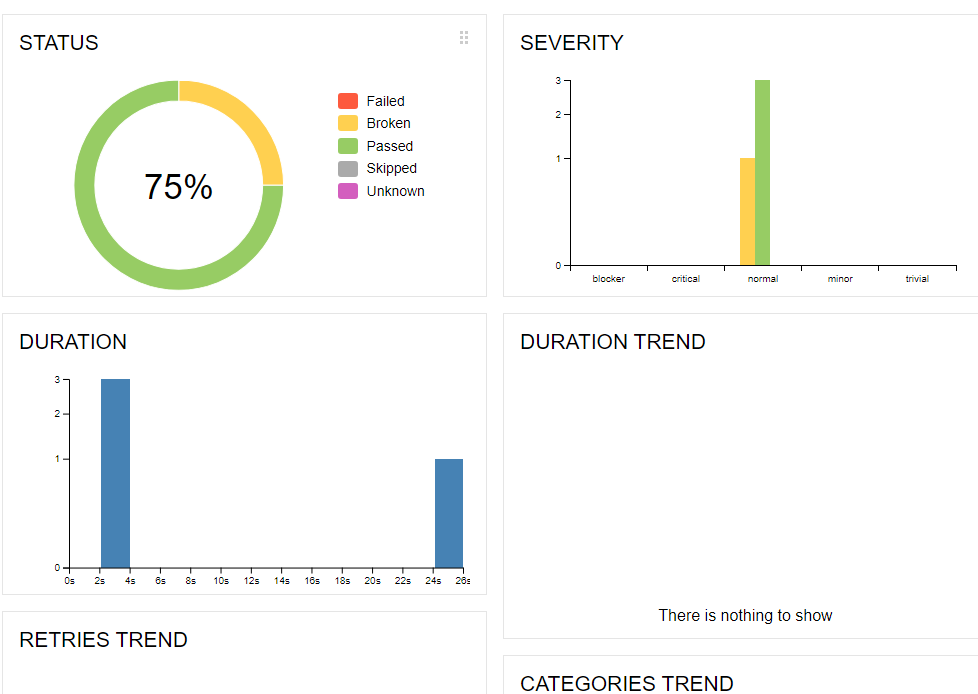 STATUS
75%
Failed
Broken
Passed
Skipped
Unknown
SEVERITY
3
2
1
0
blocker critical normal minor trivial
DURATION
3
2
1
0
0s 2s 4s 6s 8s 10s 12s 14s 16s 18s 20s 22s 24s 26s
DURATION TREND
There is nothing to show
RETRIES TREND
CATEGORIES TREND